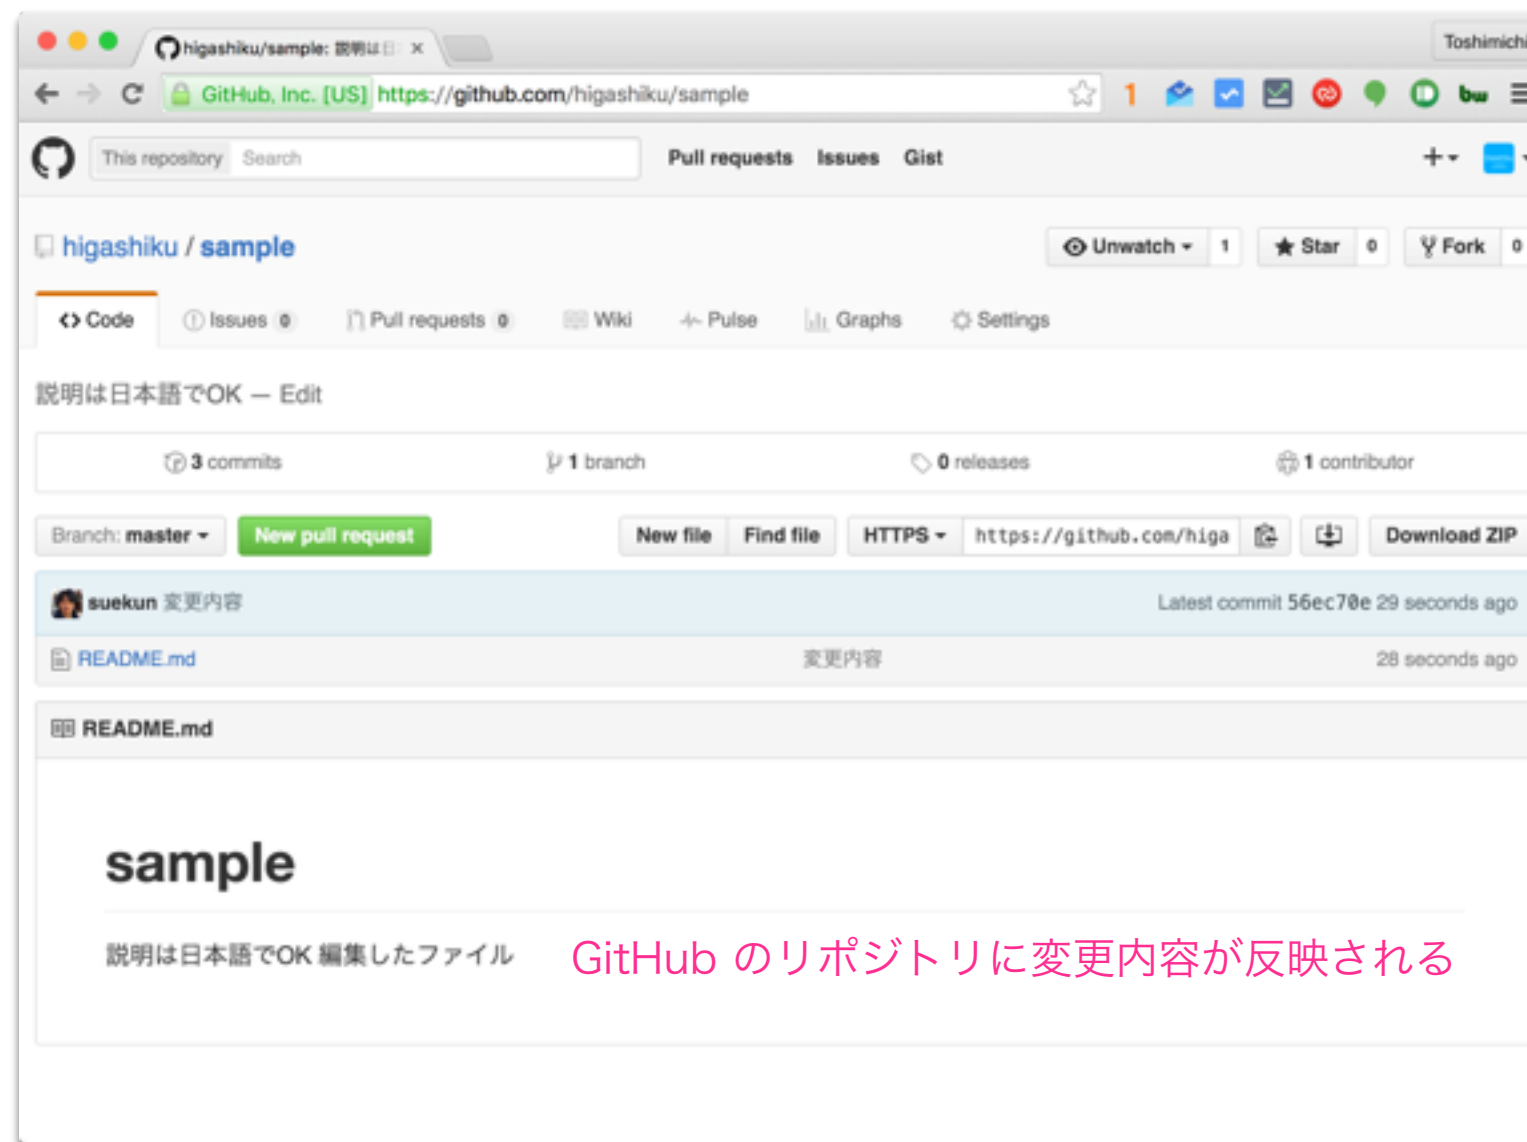 higashiku/sample: 説明は日 ×
Toshimichi
GitHub, Inc. [US] https://github.com/higashiku/sample
1 bw
This repository Search Pull requests Issues Gist
higashiku / sample Unwatch 1 Star 0 Fork 0
Code Issues 0 Pull requests 0 Wiki Pulse Graphs Settings
説明は日本語でOK — Edit
3 commits 1 branch 0 releases 1 contributor
Branch: master New pull request New file Find file HTTPS https://github.com/higa Download ZIP
suekun 変更内容 Latest commit 56ec70e 29 seconds ago
README.md 変更内容 28 seconds ago
README.md
sample
説明は日本語でOK 編集したファイル GitHub のリポジトリに変更内容が反映される